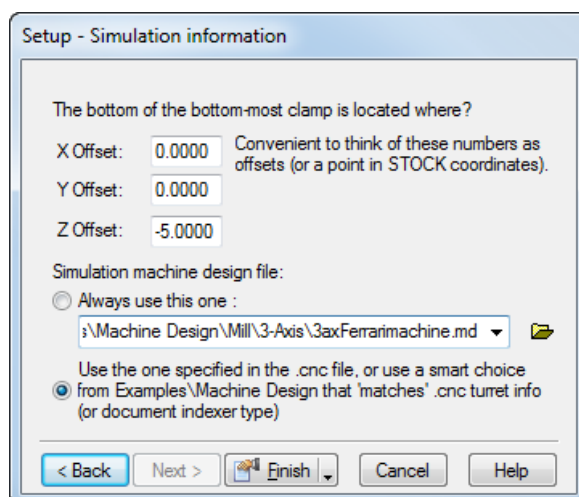 Setup - Simulation information
The bottom of the bottom-most clamp is located where?
X Offset: 0.0000 Convenient to think of these numbers as
offsets (or a point in STOCK coordinates).
Y Offset: 0.0000
Z Offset: -5.0000
Simulation machine design file:
Always use this one :
\Machine Design\Mill\3-Axis\3axFerrarimachine.md
Use the one specified in the .cnc file, or use a smart choice
from Examples\Machine Design that 'matches' .cnc turret info
(or document indexer type)
< Back Next > Finish Cancel Help